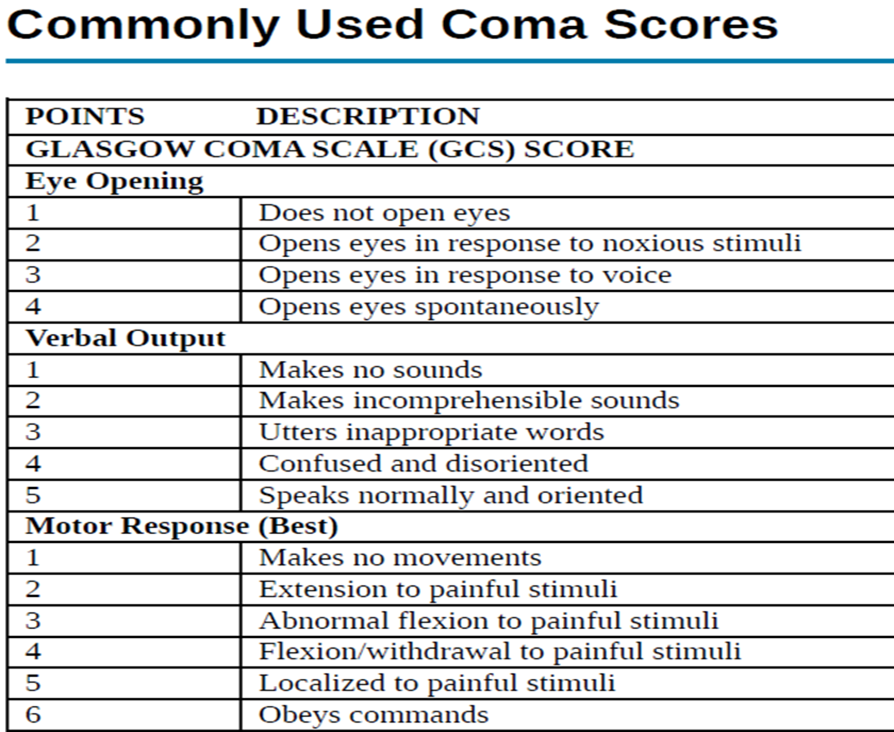 Commonly Used Coma Scores
POINTS DESCRIPTION
GLASGOW COMA SCALE (GCS) SCORE
Eye Opening
1 Does not open eyes
2 Opens eyes in response to noxious stimuli
3 Opens eyes in response to voice
4 Opens eyes spontaneously
Verbal Output
1 Makes no sounds
2 Makes incomprehensible sounds
3 Utters inappropriate words
4 Confused and disoriented
5 Speaks normally and oriented
Motor Response (Best)
1 Makes no movements
2 Extension to painful stimuli
3 Abnormal flexion to painful stimuli
4 Flexion/withdrawal to painful stimuli
5 Localized to painful stimuli
6 Obeys commands